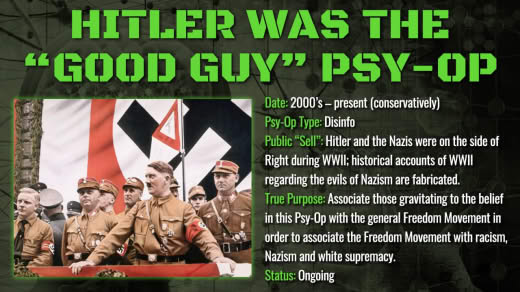 HITLER WAS THE
“GOOD GUY” PSY-OP
Date: 2000’s – present (conservatively)
Psy-Op Type: Disinfo
Public “Sell”: Hitler and the Nazis were on the side of
Right during WWII; historical accounts of WWII
regarding the evils of Nazism are fabricated.
True Purpose: Associate those gravitating to the belief
in this Psy-Op with the general Freedom Movement in
order to associate the Freedom Movement with racism,
Nazism and white supremacy.
Status: Ongoing